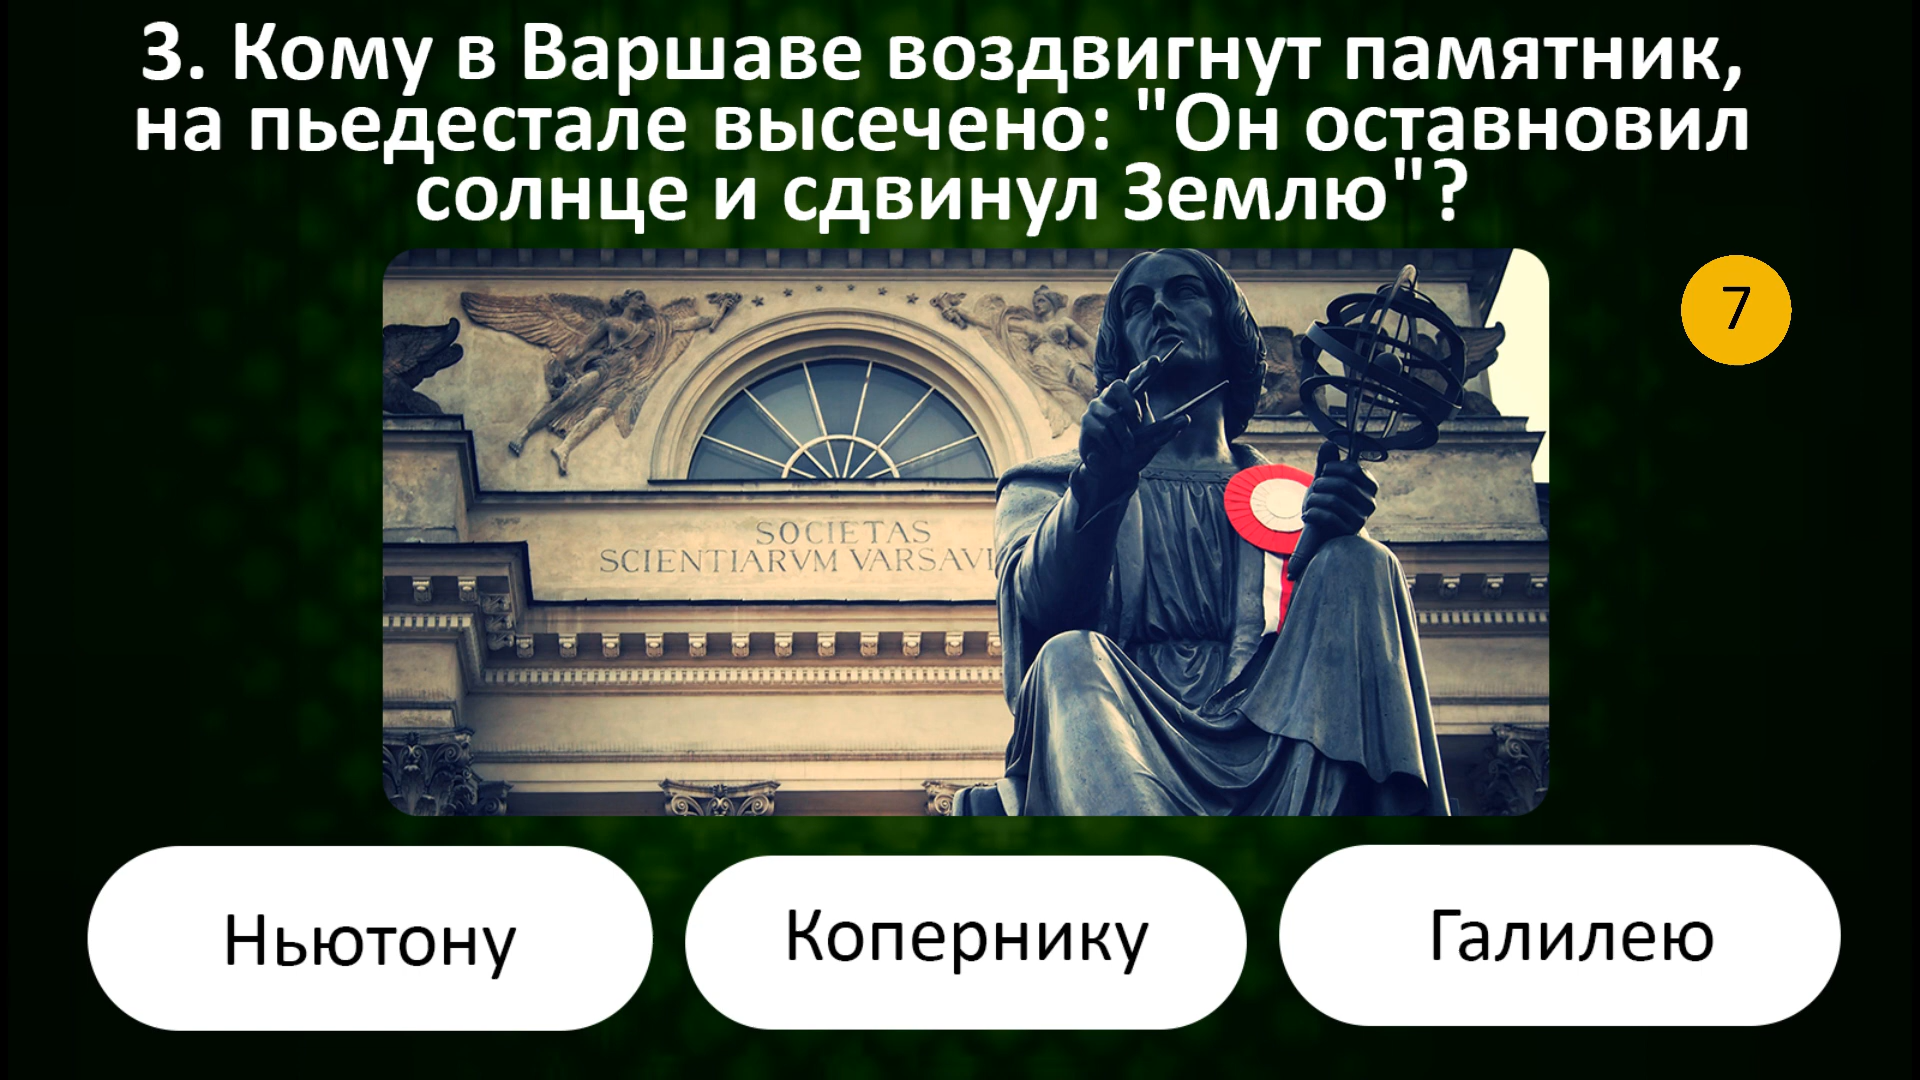 3. Кому в Варшаве воздвигнут памятник,
на пьедестале высечено: "Он оставновил
солнце и сдвинул Землю"?
7
SOCIETAS
SCIENTIARVM VARSAVI
Ньютону
Копернику
Галилею